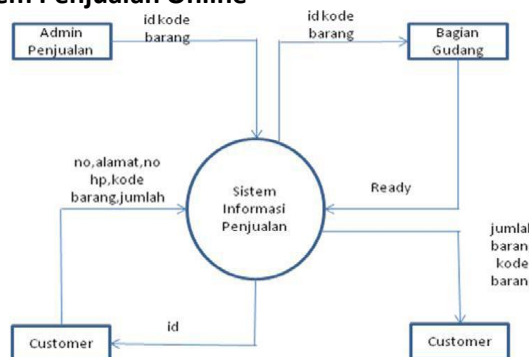 Penjualan Online
Admin
Penjualan
id kode
barang
id kode
barang
Bagian
Gudang
no,alamat,no
hp,kode
barang,jumlah
Sistem
Informasi
Penjualan
Ready
kode
id
Customer
Customer